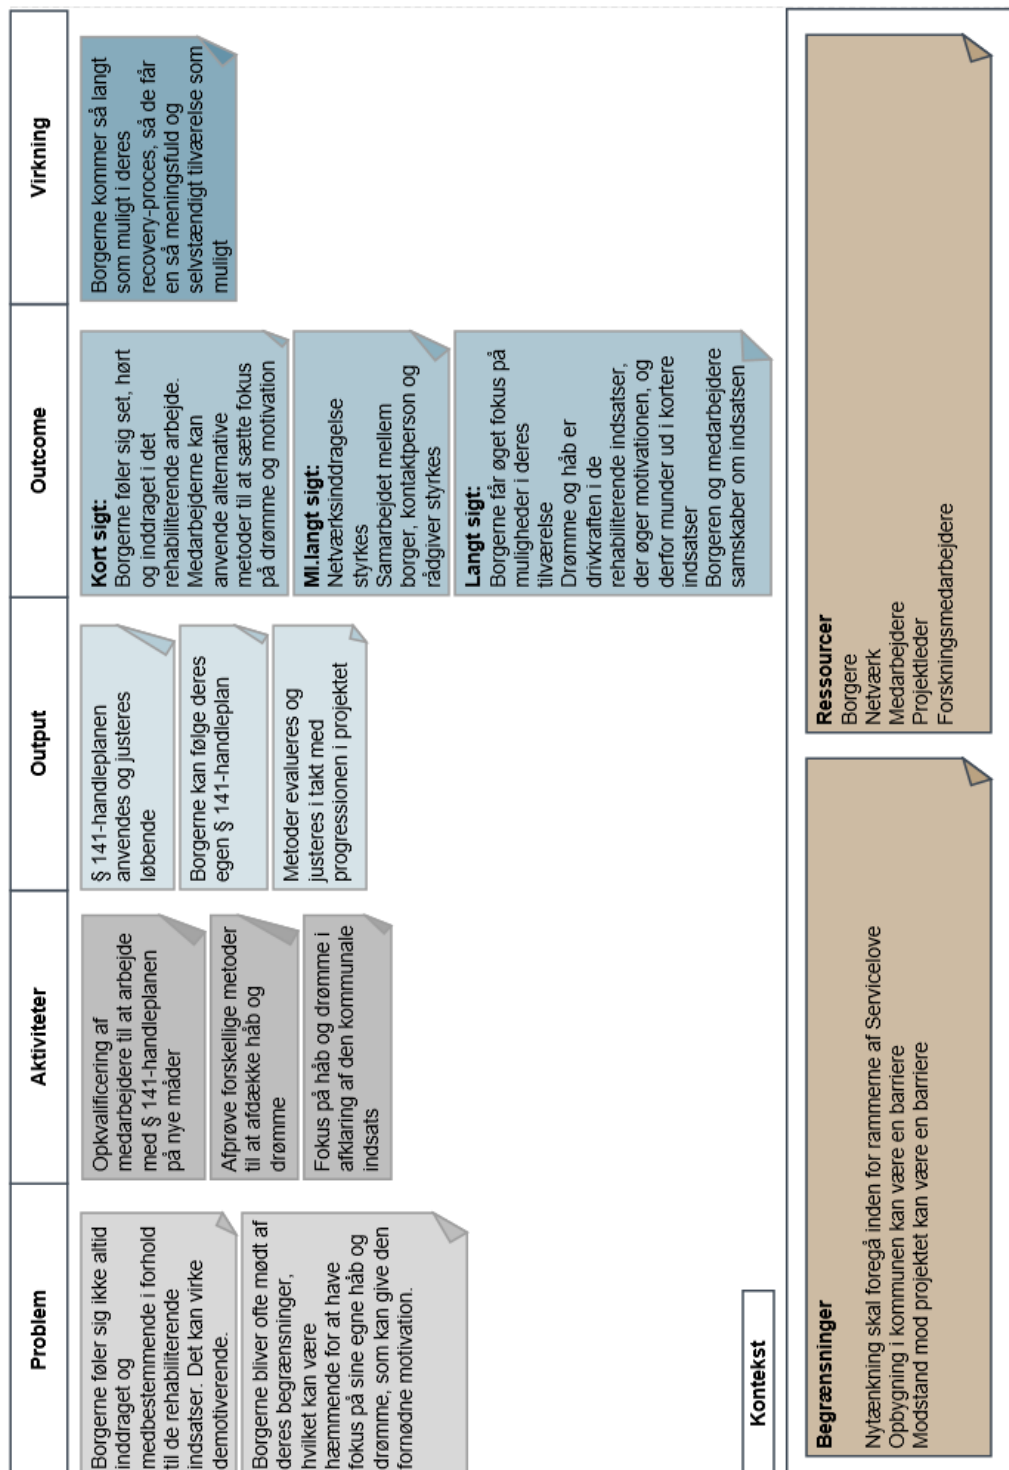 Problem
Borgerne føler sig ikke altid
inddraget og
medbestemmende i forhold
til de rehabiliterende
indsatser. Det kan virke
demotiverende.
Borgerne bliver ofte mødt af
deres begrænsninger,
hvilket kan være
hæmmende for at have
fokus på sine egne håb og
drømme, som kan give den
fornødne motivation.
Aktiviteter
Opkvalificering af
medarbejdere til at arbejde
med § 141-handleplanen
på nye måder
Afprøve forskellige metoder
til at afdække håb og
drømme
Fokus på håb og drømme i
afklaring af den kommunale
indsats
Output
§ 141-handleplanen
anvendes og justeres
løbende
Borgerne kan følge deres
egen § 141-handleplan
Metoder evalueres og
justeres i takt med
progressionen i projektet
Outcome
Kort sigt:
Borgerne føler sig set, hørt
og inddraget i det
rehabiliterende arbejde.
Medarbejderne kan
anvende alternative
metoder til at sætte fokus
på drømme og motivation
Ml.langt sigt:
Netværksinddragelse
styrkes
Samarbejdet mellem
borger, kontaktperson og
rådgiver styrkes
Langt sigt:
Borgerne får øget fokus på
muligheder i deres
tilværelse
Drømme og håb er
drivkraften i de
rehabiliterende indsatser,
der øger motivationen, og
derfor munder ud i kortere
indsatser
Borgeren og medarbejdere
samskaber om indsatsen
Virkning
Borgerne kommer så langt
som muligt i deres
recovery-proces, så de får
en så meningsfuld og
selvstændigt tilværelse som
muligt
Kontekst
Begrænsninger
Nytænkning skal foregå inden for rammerne af Servicelove
Opbygning i kommunen kan være en barriere
Modstand mod projektet kan være en barriere
Ressourcer
Borgere
Netværk
Medarbejdere
Projektleder
Forskningsmedarbejdere